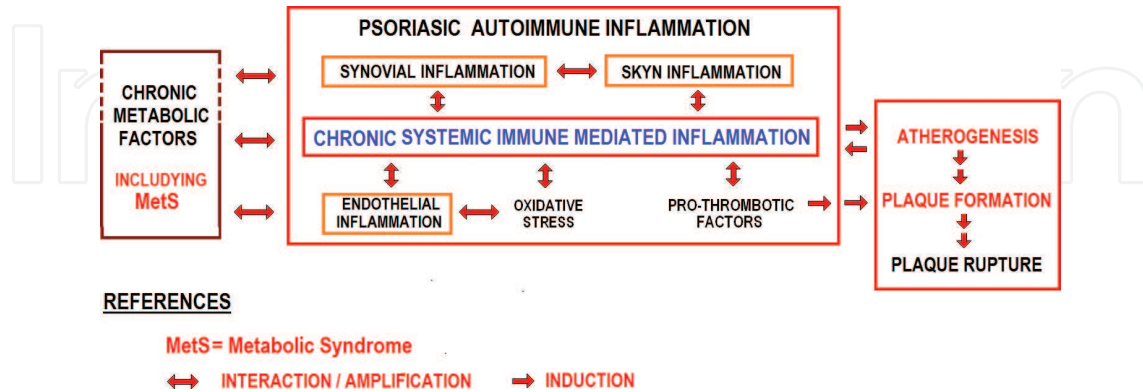 PSORIASIC AUTOIMMUNE INFLAMMATION
CHRONIC
METABOLIC
FACTORS
INCLUDYING
MetS
SYNOVIAL INFLAMMATION
SKYN INFLAMMATION
CHRONIC SYSTEMIC IMMUNE MEDIATED INFLAMMATION
ENDOTHELIAL
INFLAMMATION
OXIDATIVE
STRESS
PRO-THROMBOTIC
FACTORS
ATHEROGENESIS
PLAQUE FORMATION
PLAQUE RUPTURE
REFERENCES
MetS= Metabolic Syndrome
INTERACTION / AMPLIFICATION
INDUCTION